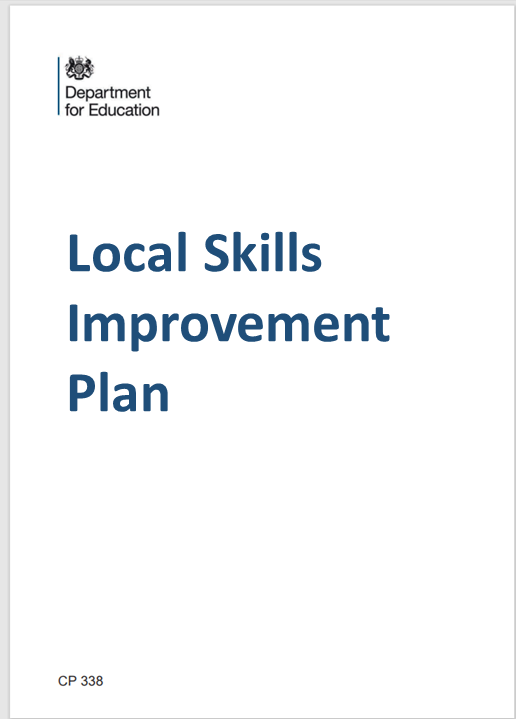 Department
for Education
Local Skills
Improvement
Plan
CP 338